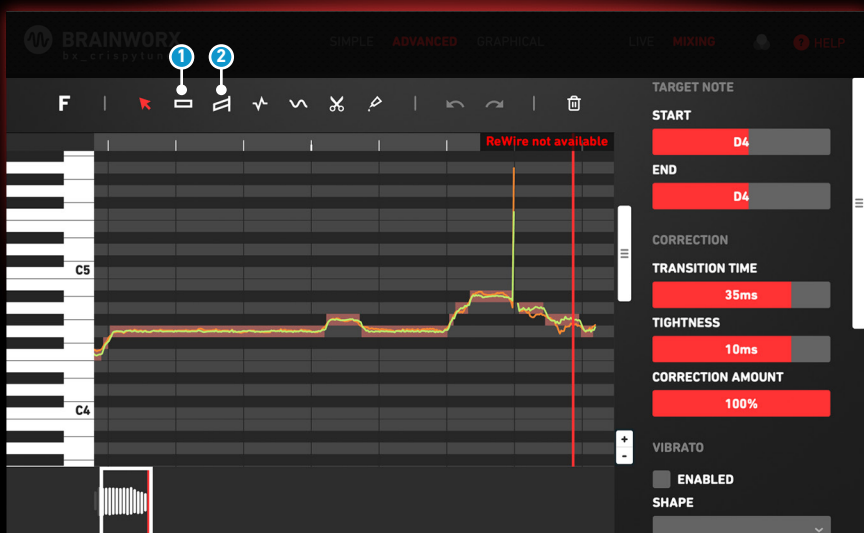 BRAINWORX
bx_crispytun
SIMPLE ADVANCED GRAPHICAL
LIVE MIXING
? HELP
1 2
F
ReWire not available
C5
C4
+
-
TARGET NOTE
START
D4
END
D4
CORRECTION
TRANSITION TIME
35ms
TIGHTNESS
10ms
CORRECTION AMOUNT
100%
VIBRATO
ENABLED
SHAPE